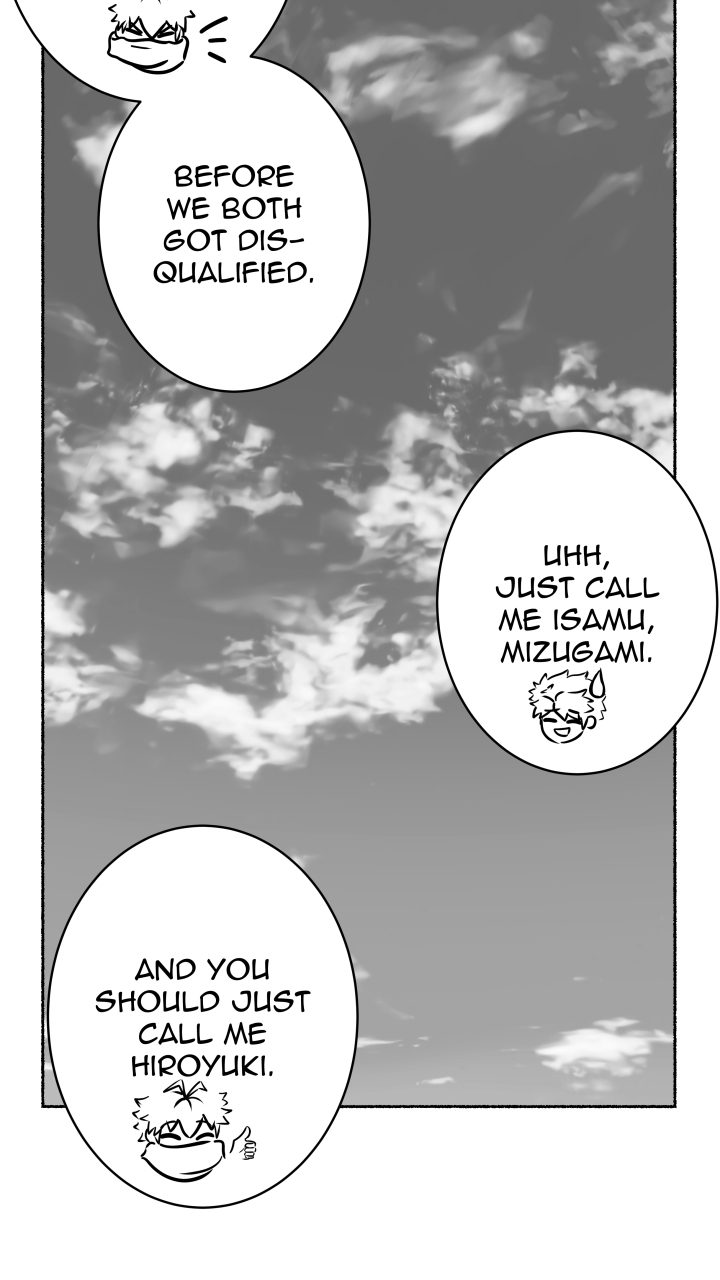 BEFORE
WE BOTH
GOT DIS-
QUALIFIED.
UHH,
JUST CALL
ME ISAMU,
MIZUGAMI.
AND YOU
SHOULD JUST
CALL ME
HIROYUKI.